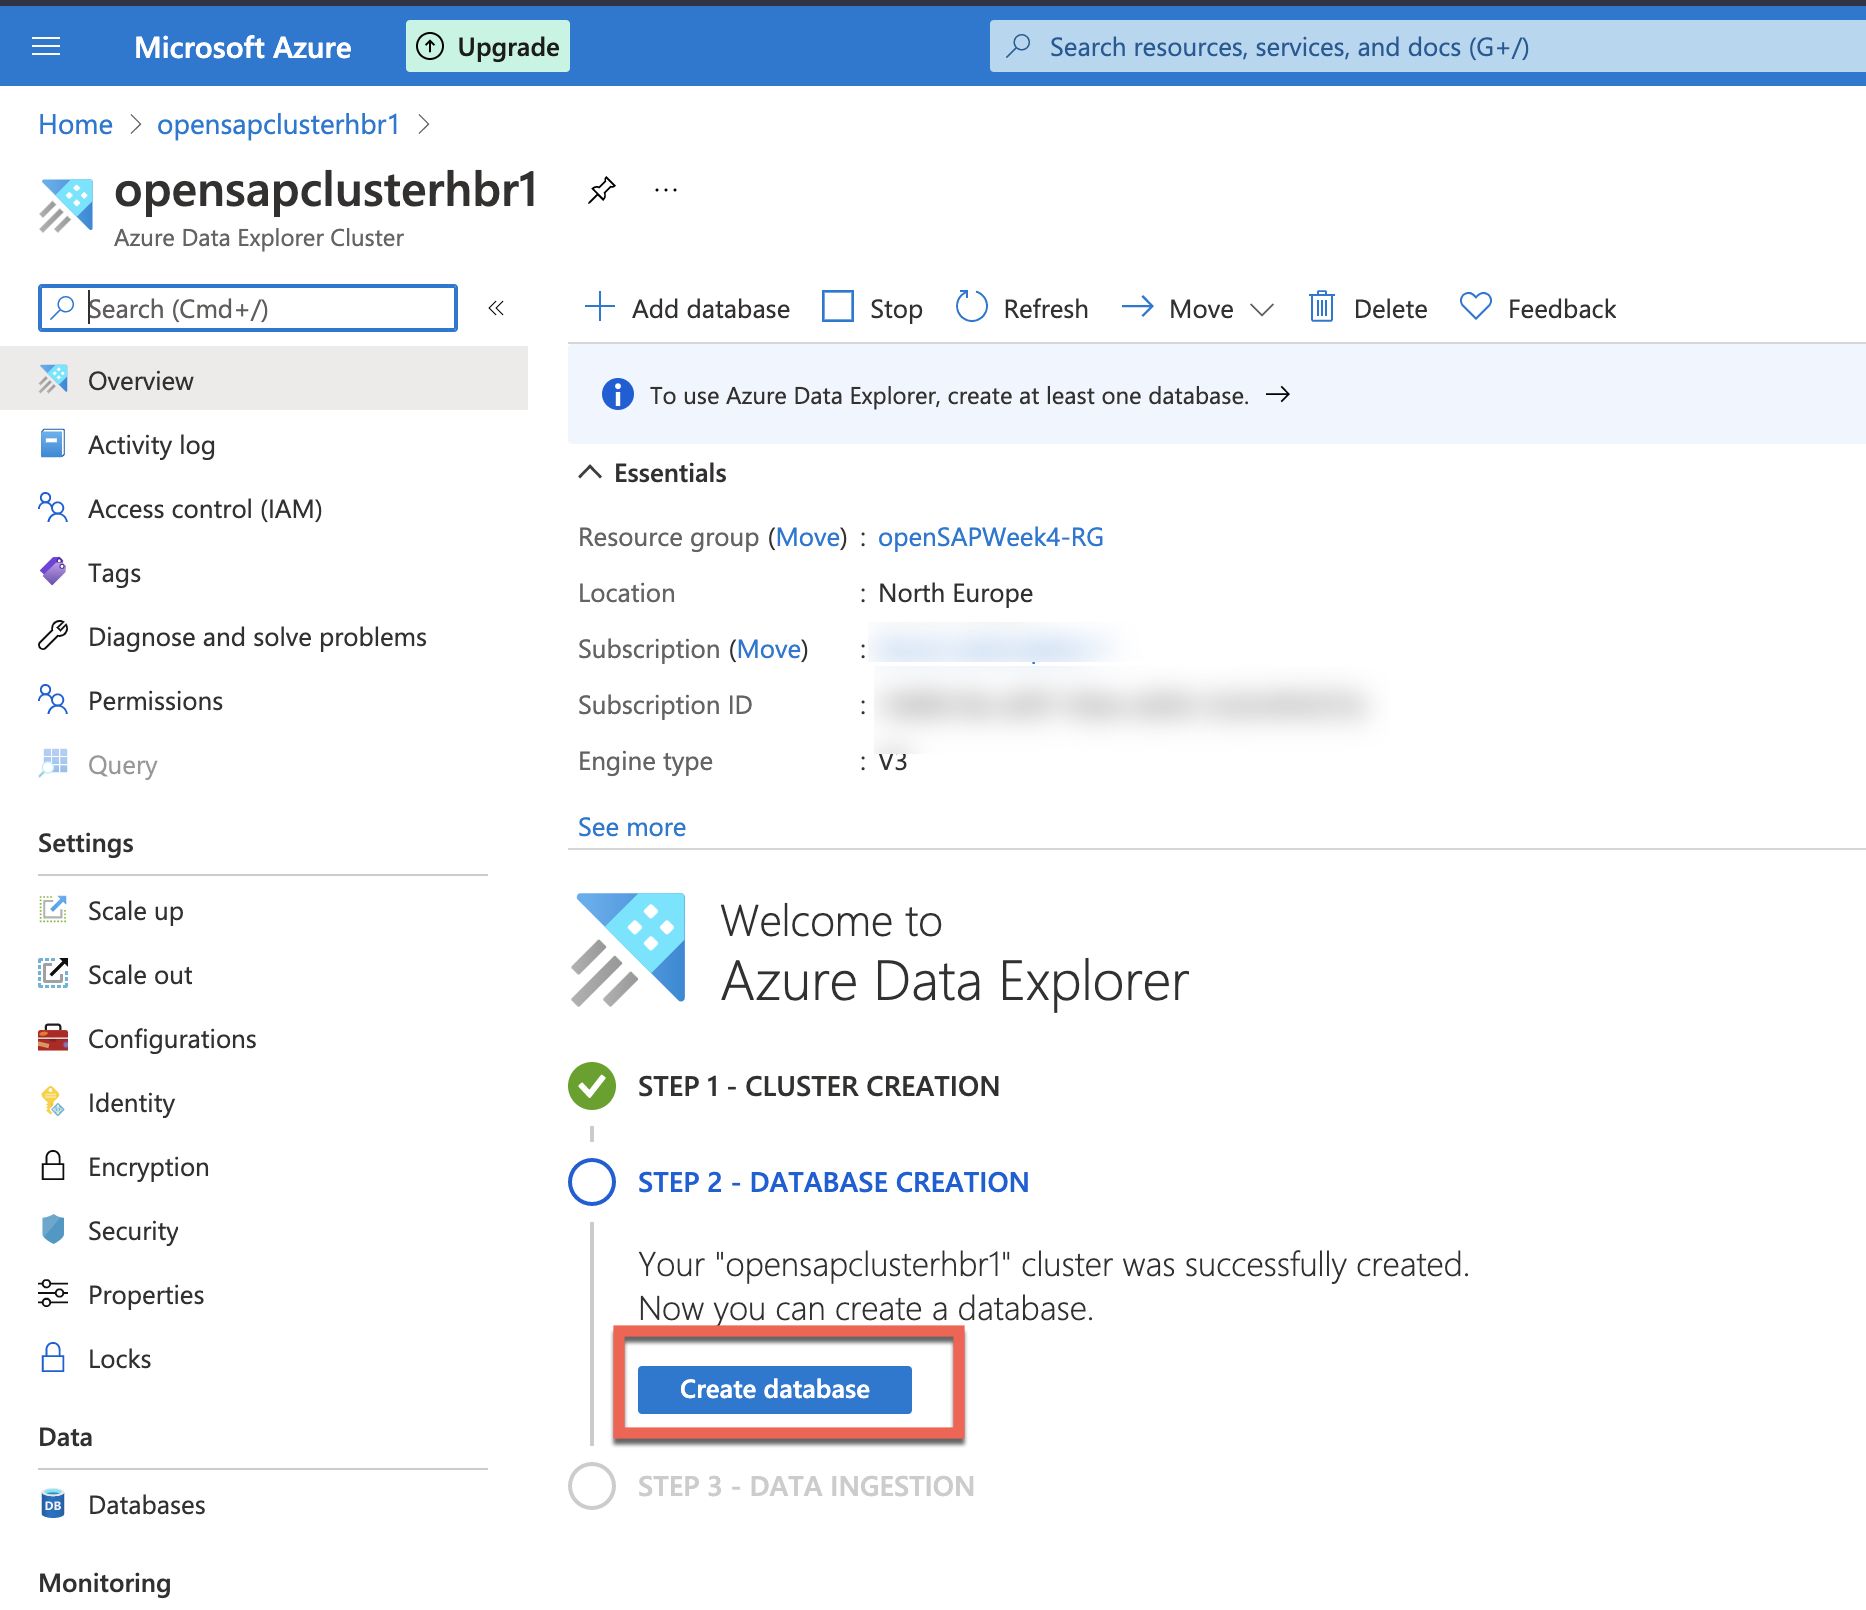 Microsoft Azure
Upgrade
Search resources, services, and docs (G+/)
Home > opensapclusterhbr1 >
opensapclusterhbr1
...
Azure Data Explorer Cluster
Search (Cmd+/)
«
Add database
Stop
Refresh
Move
Delete
Feedback
Overview
Activity log
Access control (IAM)
Tags
Diagnose and solve problems
Permissions
Query
Settings
Scale up
Scale out
Configurations
Identity
Encryption
Security
Properties
Locks
Data
DB
Databases
Monitoring
To use Azure Data Explorer, create at least one database. →
Essentials
Resource group (Move) : openSAPWeek4-RG
Location : North Europe
Subscription (Move) :
Subscription ID :
Engine type : V3
See more
Welcome to
Azure Data Explorer
STEP 1 - CLUSTER CREATION
STEP 2 - DATABASE CREATION
Your "opensapclusterhbr1" cluster was successfully created.
Now you can create a database.
Create database
STEP 3 - DATA INGESTION